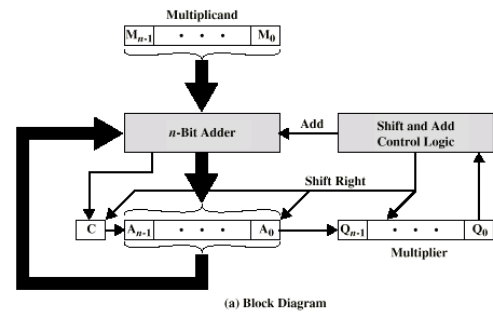 Multiplicand
Mn-1 · · · M0
n-Bit Adder
Add
Shift and Add
Control Logic
Shift Right
C
An-1 · · · A0
Qn-1 · · · Q0
Multiplier
(a) Block Diagram